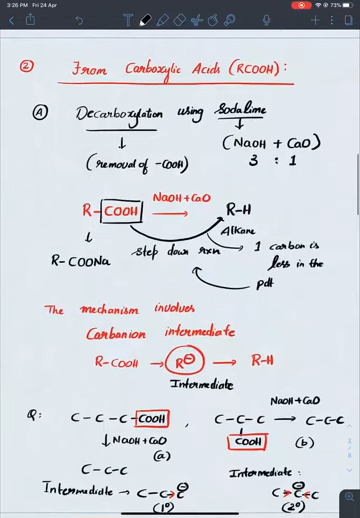 3:26 PM Fri 24 Apr
73%
② From Carboxylic Acids (RCOOH) :
Ⓐ Decarboxylation using Sodalime
(removal of -COOH)
(NaOH + CaO)
3 : 1
R-COOH NaOH+CaO → R-H
Alkane
R-COONa
Step down rxn
1 carbon is
less in the
pdt
The mechanism involves
Carbanion intermediate
R-COOH → R⊖ → R-H
Intermediate
Q: C-C-C-COOH , C-C-C NaOH+CaO → C-C-C
COOH
↓NaOH+CaO
(a)
(b)
C-C-C
Intermediate → C-C→C⊖
(1°)
Intermediate :
C→C⊖←C
(2°)